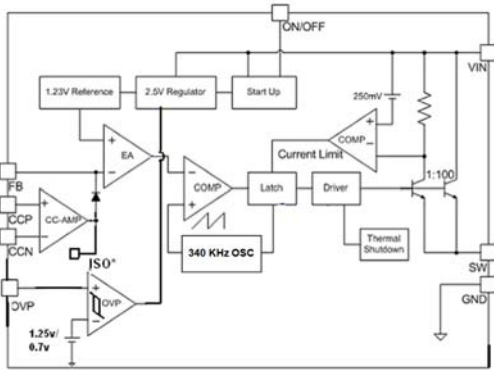 ON/OFF
VIN
1.23V Reference
2.5V Regulator
Start Up
250mV
+
-
COMP
Current Limit
+
EA
-
1:100
FB
CCP
+
CC-AMP
-
CCN
-
COMP
+
Latch
Driver
340 KHz OSC
Thermal
Shutdown
SW
ISO*
GND
OVP
+
OVP
-
1.25v/
0.7v